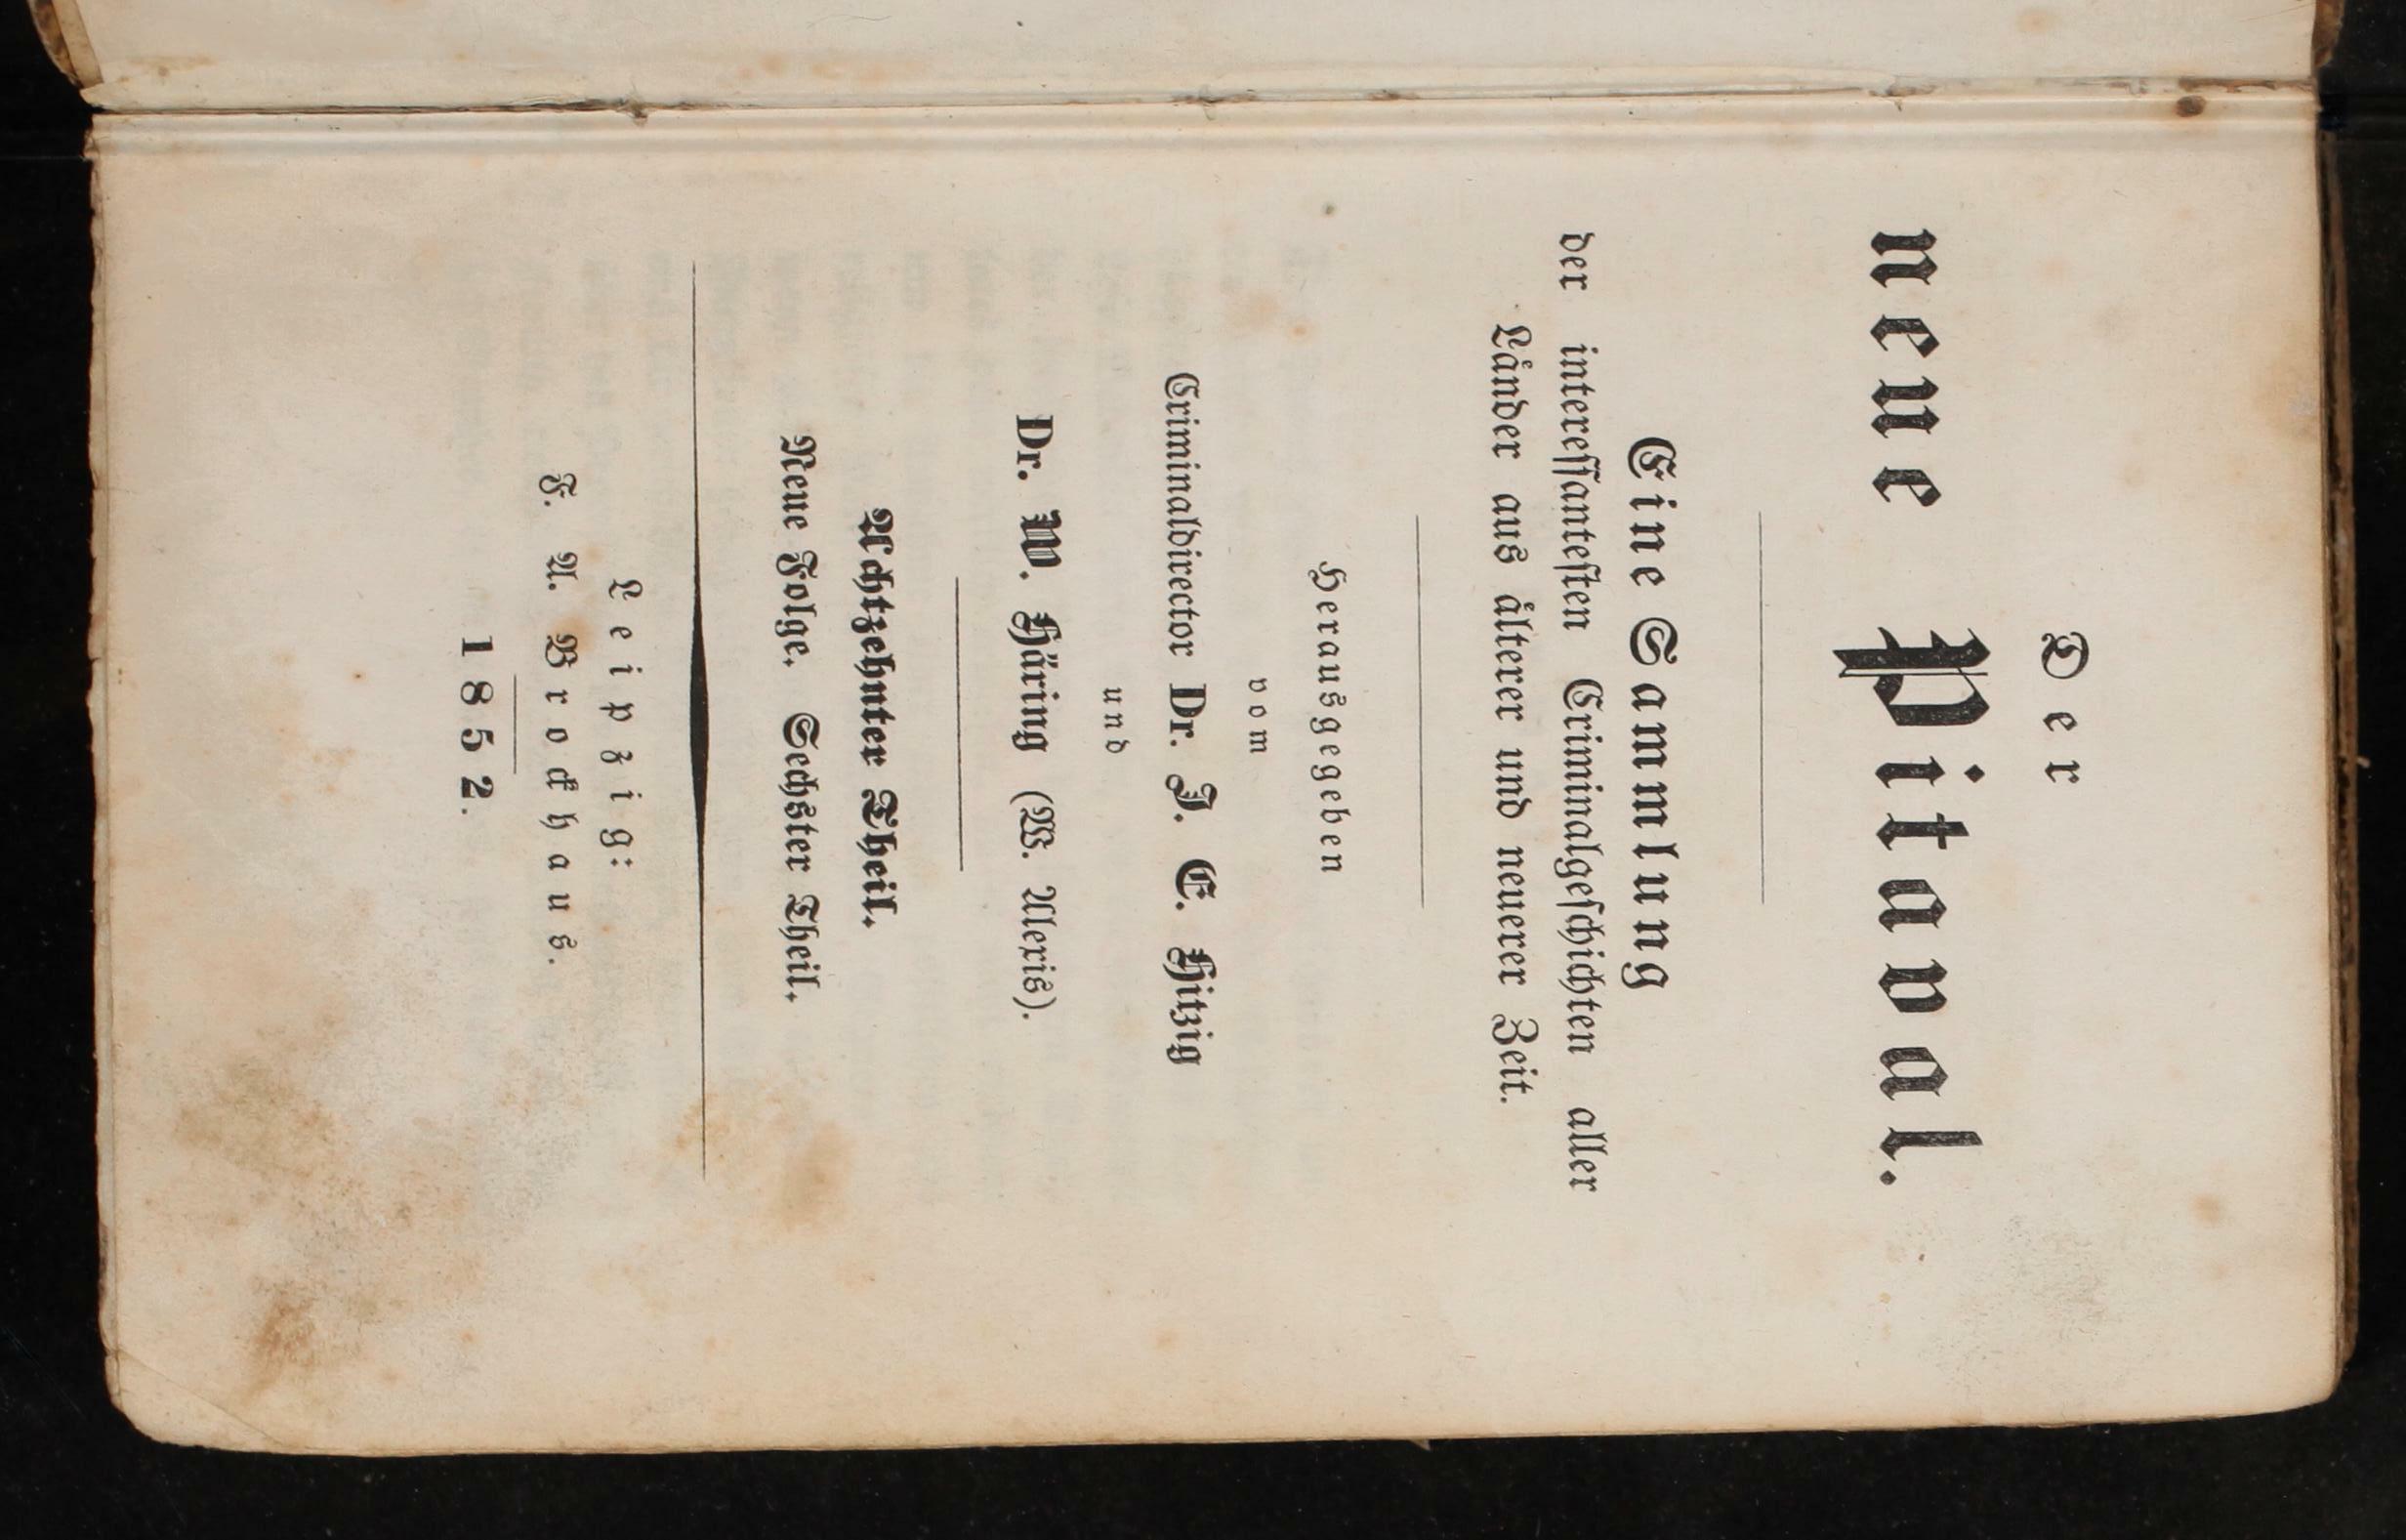 Der
neue Pitaval.
Eine Sammlung
der interessantesten Criminalgeschichten aller
Länder aus älterer und neuerer Zeit.
Herausgegeben
vom
Criminaldirector Dr. J. E. Hitzig
und
Dr. W. Häring (W. Alexis).
Achtzehnter Theil.
Neue Folge. Sechster Theil.
Leipzig:
F. A. Brockhaus.
1852.